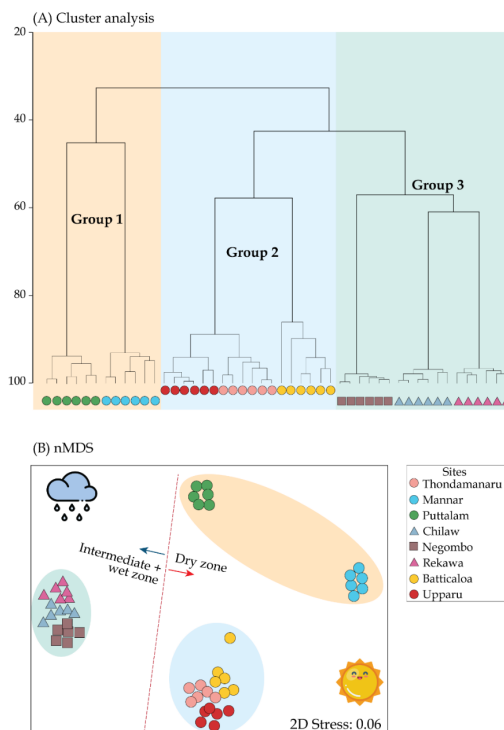 (A) Cluster analysis
20
40
60
80
100
Group 1
Group 2
Group 3
(B) nMDS
Intermediate +
wet zone
Dry zone
2D Stress: 0.06
Sites
Thondamanaru
Mannar
Puttalam
Chilaw
Negombo
Rekawa
Batticaloa
Upparu